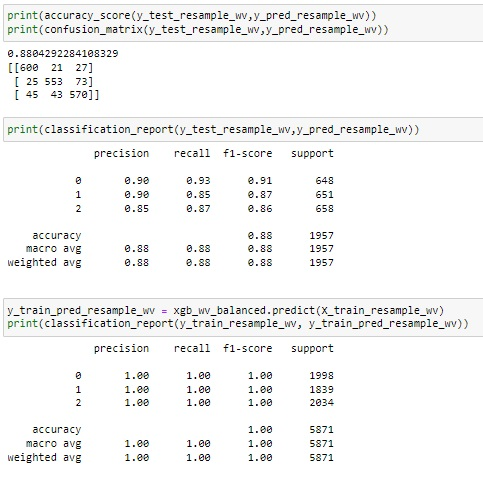 print(accuracy_score(y_test_resample_wv,y_pred_resample_wv))
print(confusion_matrix(y_test_resample_wv,y_pred_resample_wv))
0.8804292284108329
[[600 21 27]
[ 25 553 73]
[ 45 43 570]]
print(classification_report(y_test_resample_wv,y_pred_resample_wv))
precision recall f1-score support
0 0.90 0.93 0.91 648
1 0.90 0.85 0.87 651
2 0.85 0.87 0.86 658
accuracy 0.88 1957
macro avg 0.88 0.88 0.88 1957
weighted avg 0.88 0.88 0.88 1957
y_train_pred_resample_wv = xgb_wv_balanced.predict(X_train_resample_wv)
print(classification_report(y_train_resample_wv, y_train_pred_resample_wv))
precision recall f1-score support
0 1.00 1.00 1.00 1998
1 1.00 1.00 1.00 1839
2 1.00 1.00 1.00 2034
accuracy 1.00 5871
macro avg 1.00 1.00 1.00 5871
weighted avg 1.00 1.00 1.00 5871